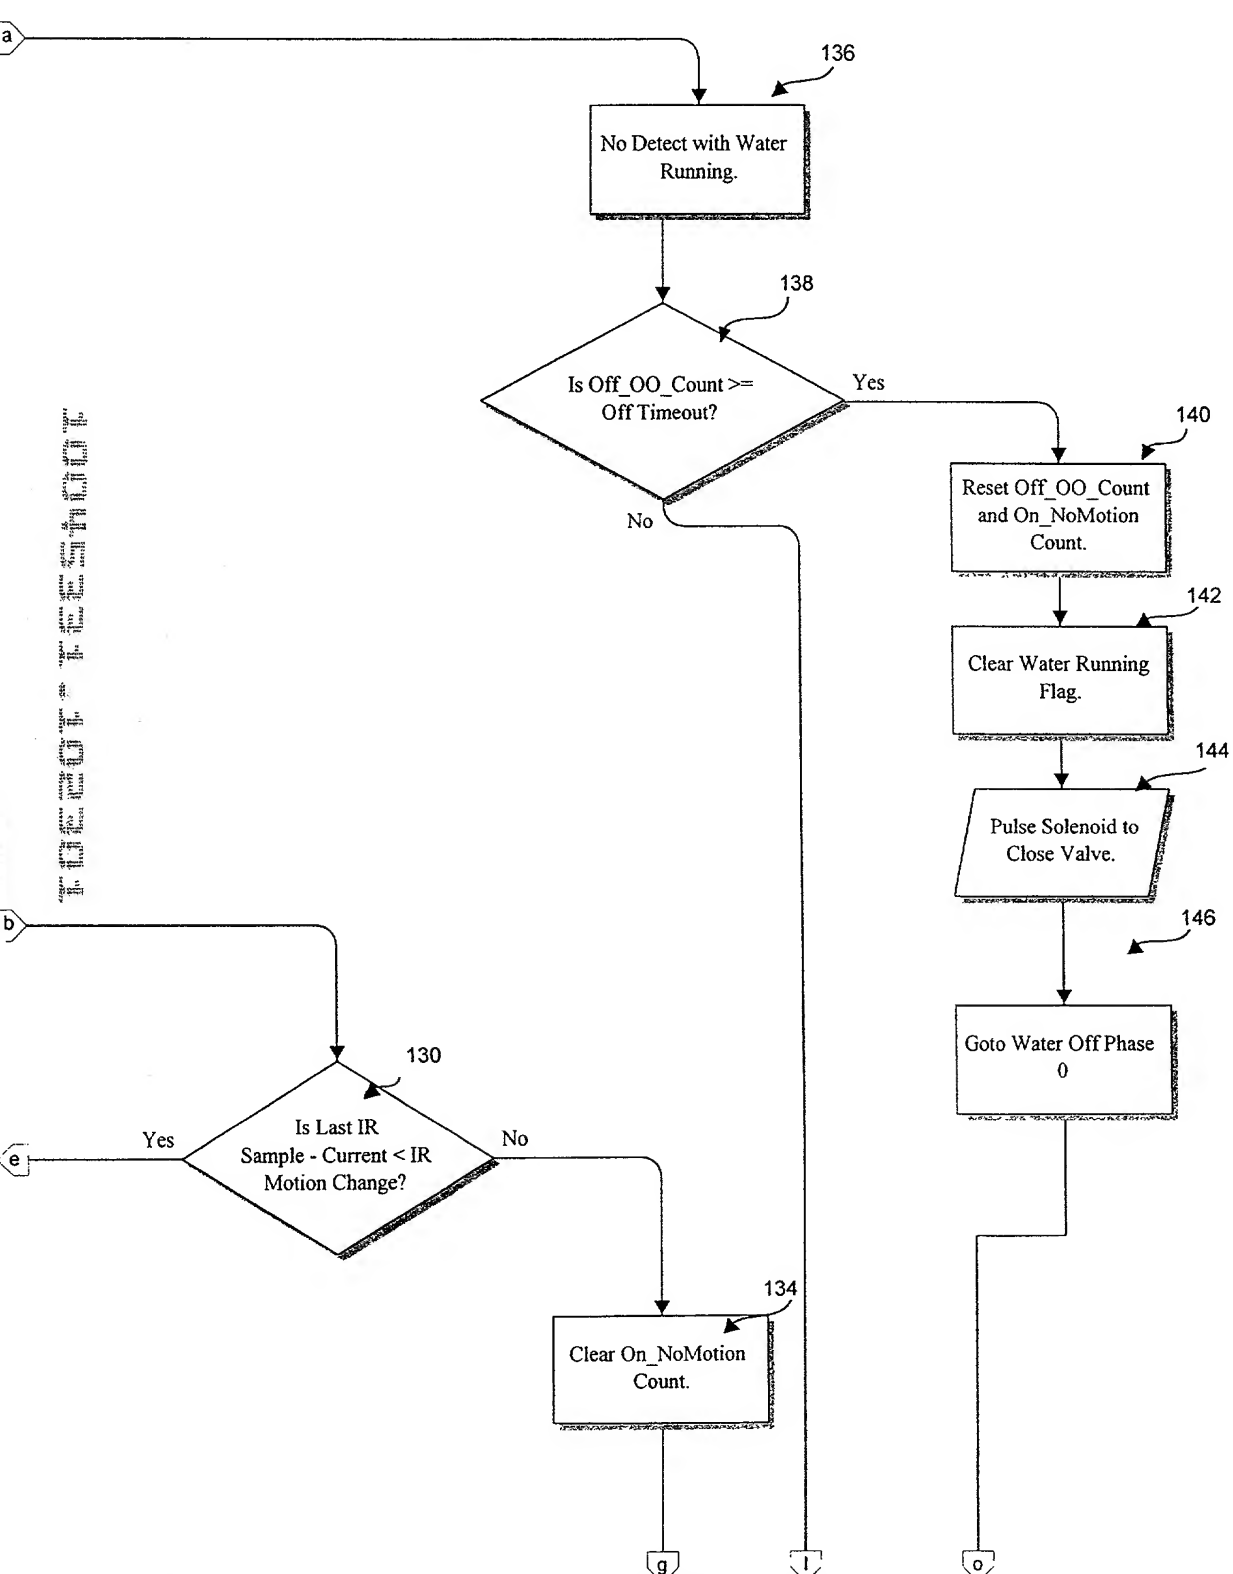 a
136
No Detect with Water
Running.
138
Is Off_OO_Count >=
Off Timeout?
Yes
No
140
Reset Off_OO_Count
and On_NoMotion
Count.
142
Clear Water Running
Flag.
144
Pulse Solenoid to
Close Valve.
146
Goto Water Off Phase
0
b
130
Is Last IR
Sample - Current < IR
Motion Change?
Yes
No
e
134
Clear On_NoMotion
Count.
g
l
o